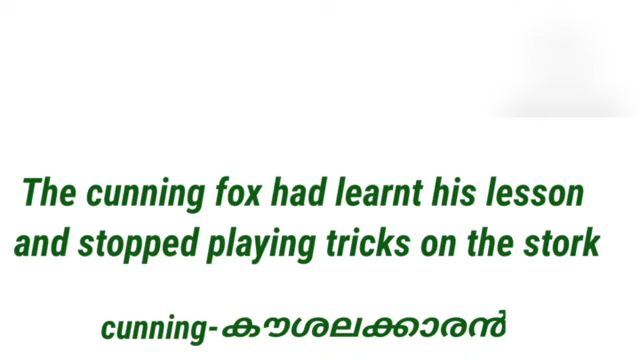 The cunning fox had learnt his lesson
and stopped playing tricks on the stork
cunning-കൗശലക്കാരൻ